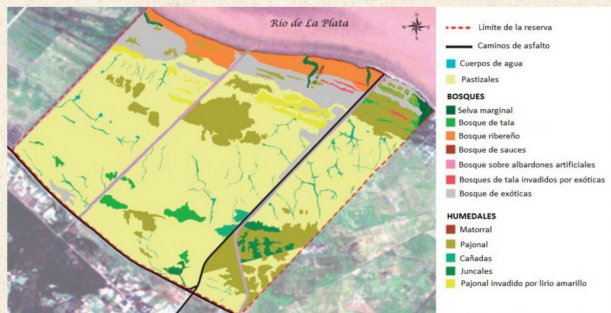 Río de La Plata
Límite de la reserva
Caminos de asfalto
Cuerpos de agua
Pastizales
BOSQUES
Selva marginal
Bosque de tala
Bosque ribereño
Bosque de sauces
Bosque sobre albardones artificiales
Bosques de tala invadidos por exóticas
Bosque de exóticas
HUMEDALES
Matorral
Pajonal
Cañadas
Juncales
Pajonal invadido por lirio amarillo